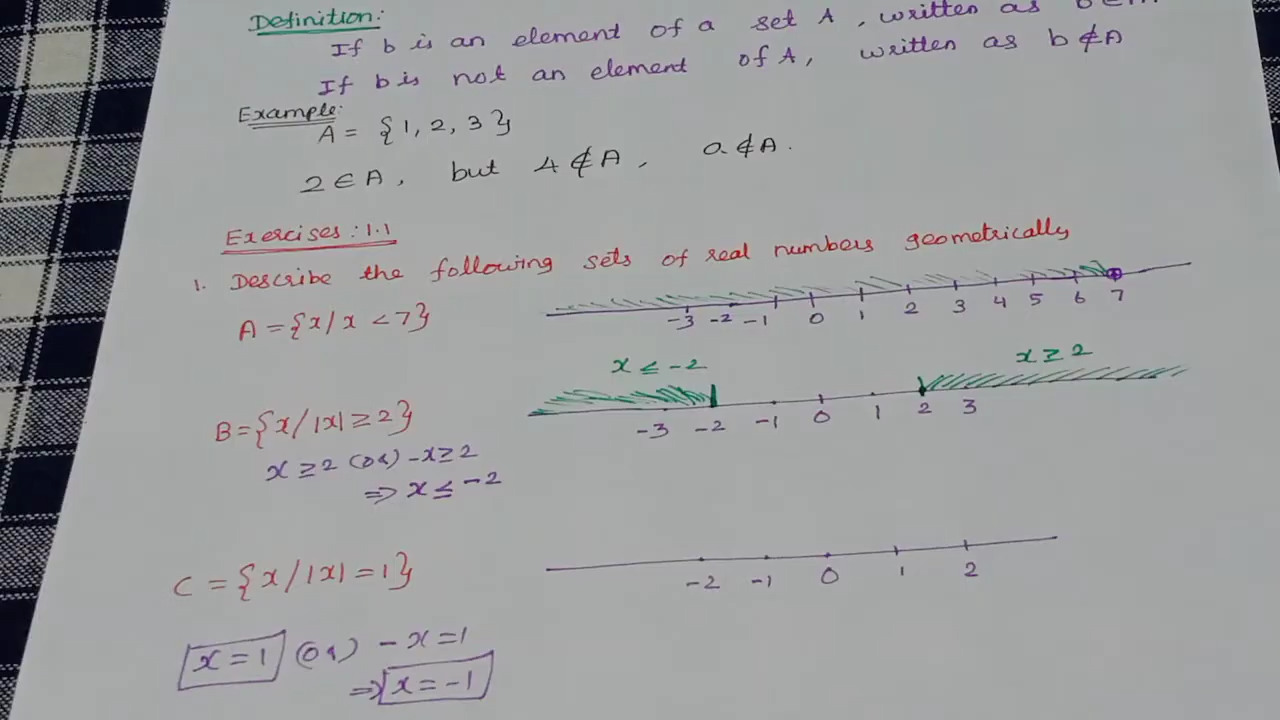 Definition:
If b is an element of a set A, written as b ∈
If b is not an element of A, written as b ∉ A
Example:
A = {1, 2, 3}
2 ∈ A, but 4 ∉ A, a ∉ A.
Exercises : 1.1
1. Describe the following sets of real numbers geometrically
A = {x / x < 7}
-3 -2 -1 0 1 2 3 4 5 6 7
x ≤ -2 x ≥ 2
B = {x / |x| ≥ 2}
-3 -2 -1 0 1 2 3
x ≥ 2 (or) -x ≥ 2
⇒ x ≤ -2
C = {x / |x| = 1}
-2 -1 0 1 2
x = 1 (or) -x = 1
⇒ x = -1